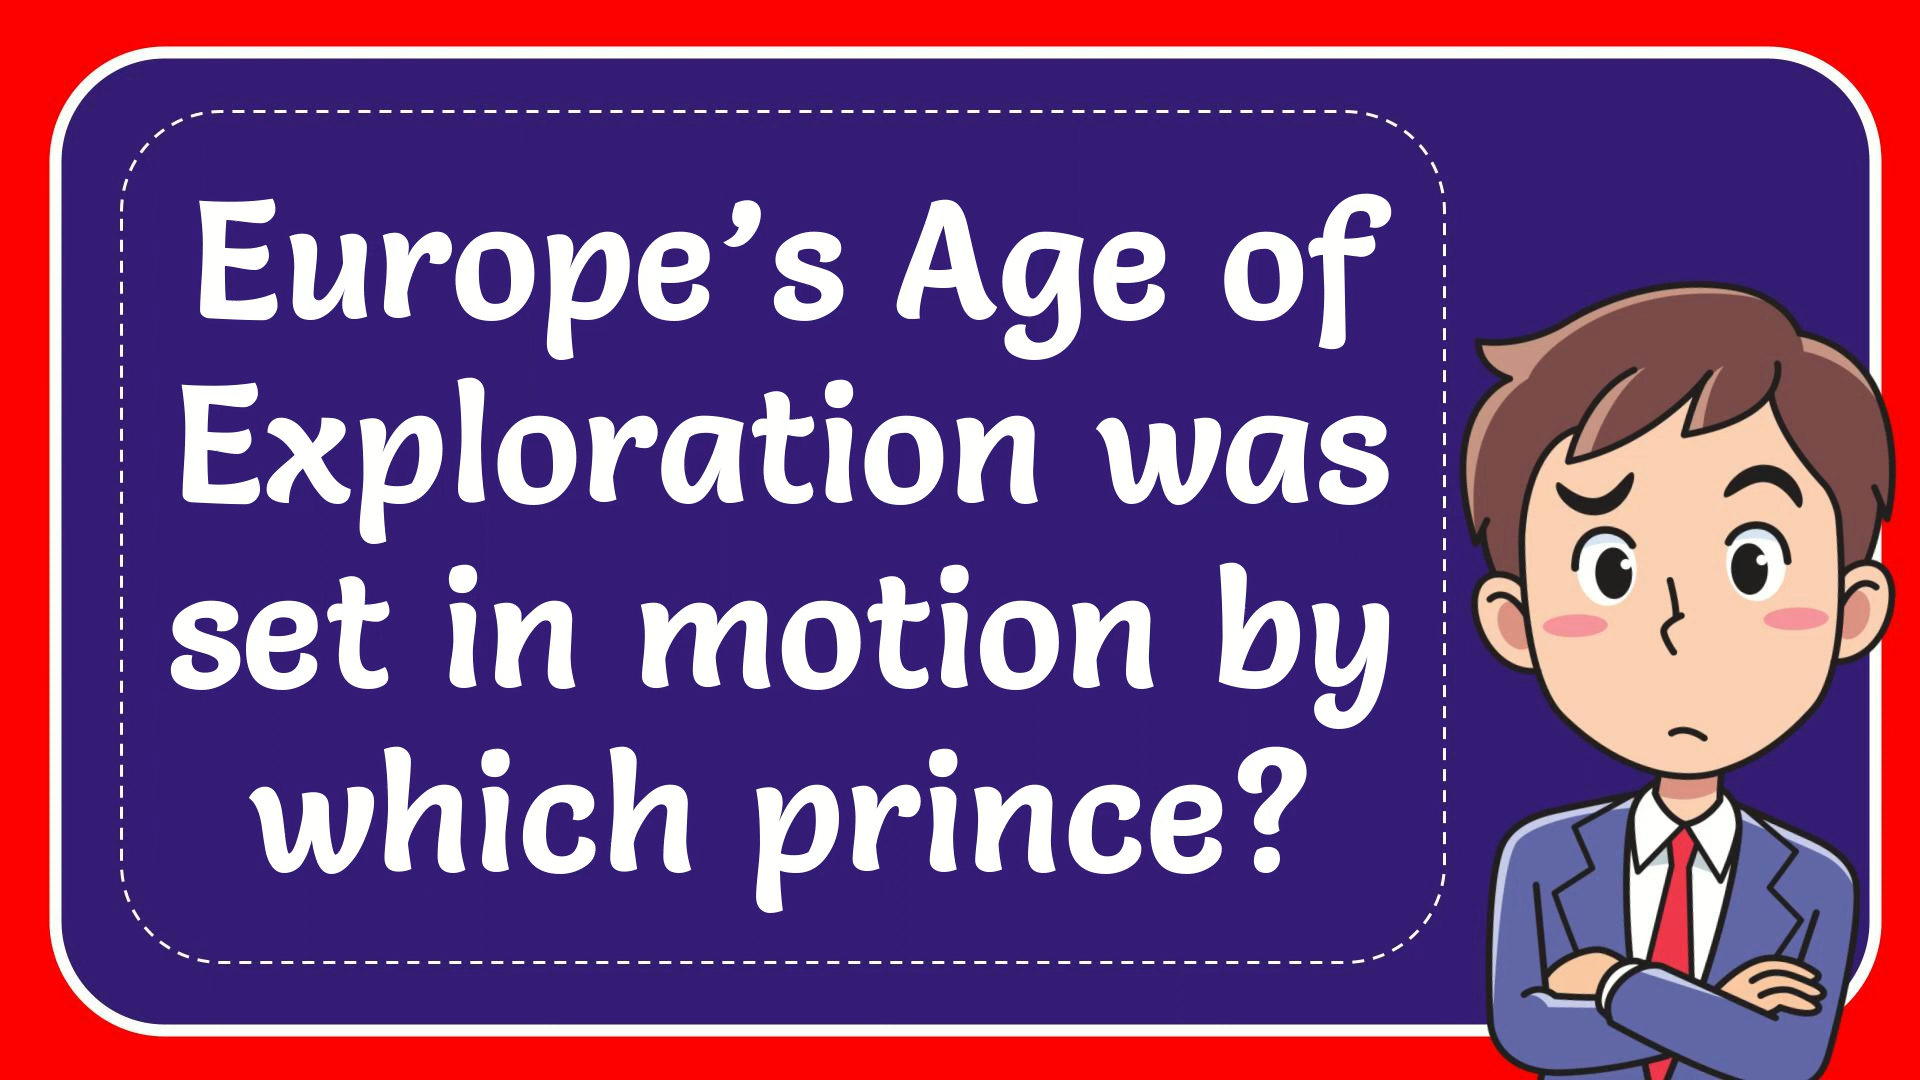 Europe’s Age of
Exploration was
set in motion by
which prince?